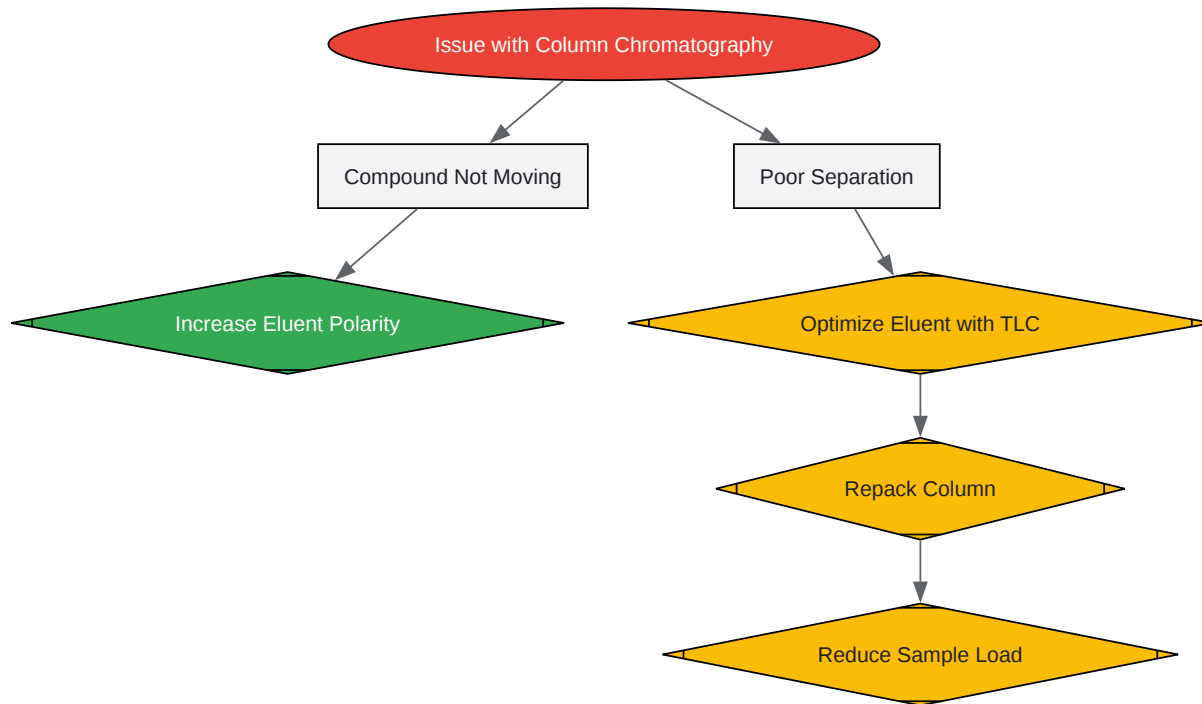 Issue with Column Chromatography
Compound Not Moving
Poor Separation
Increase Eluent Polarity
Optimize Eluent with TLC
Repack Column
Reduce Sample Load